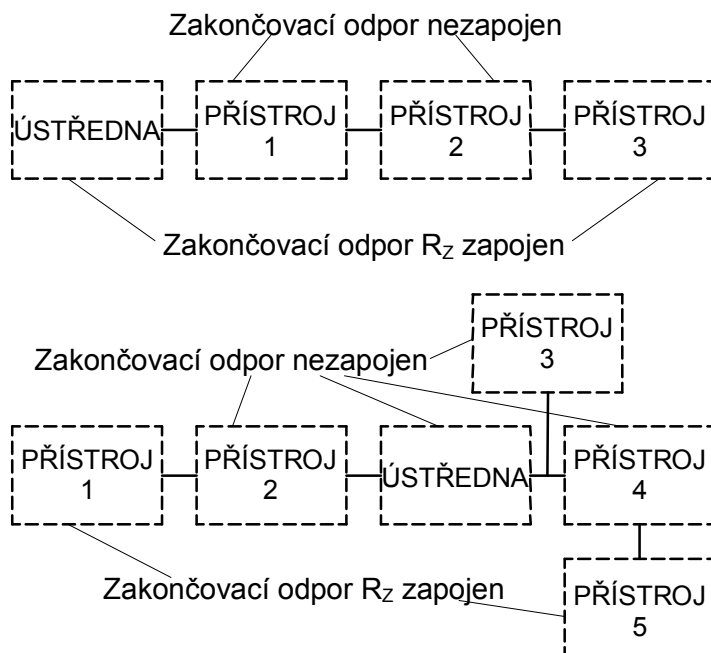 Zakončovací odpor nezapojen
ÚSTŘEDNA
PŘÍSTROJ
1
PŘÍSTROJ
2
PŘÍSTROJ
3
Zakončovací odpor RZ zapojen
PŘÍSTROJ
3
Zakončovací odpor nezapojen
PŘÍSTROJ
1
PŘÍSTROJ
2
ÚSTŘEDNA
PŘÍSTROJ
4
Zakončovací odpor RZ zapojen
PŘÍSTROJ
5